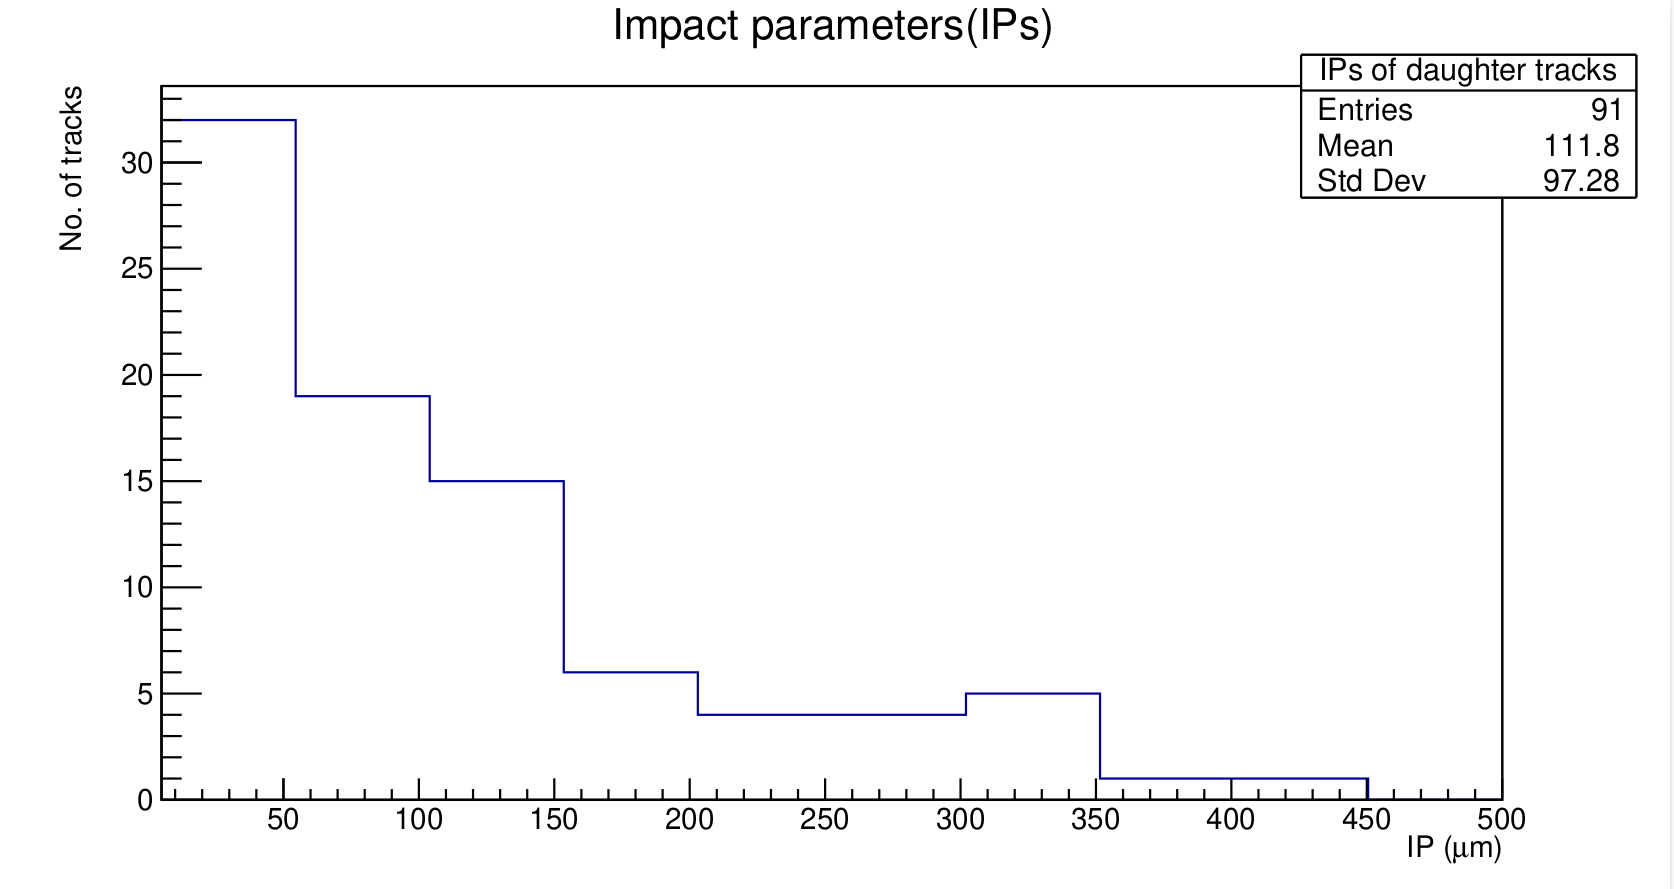 Impact parameters(IPs)
IPs of daughter tracks
Entries 91
Mean 111.8
Std Dev 97.28
No. of tracks
30
25
20
15
10
5
0
50 100 150 200 250 300 350 400 450 500
IP (μm)